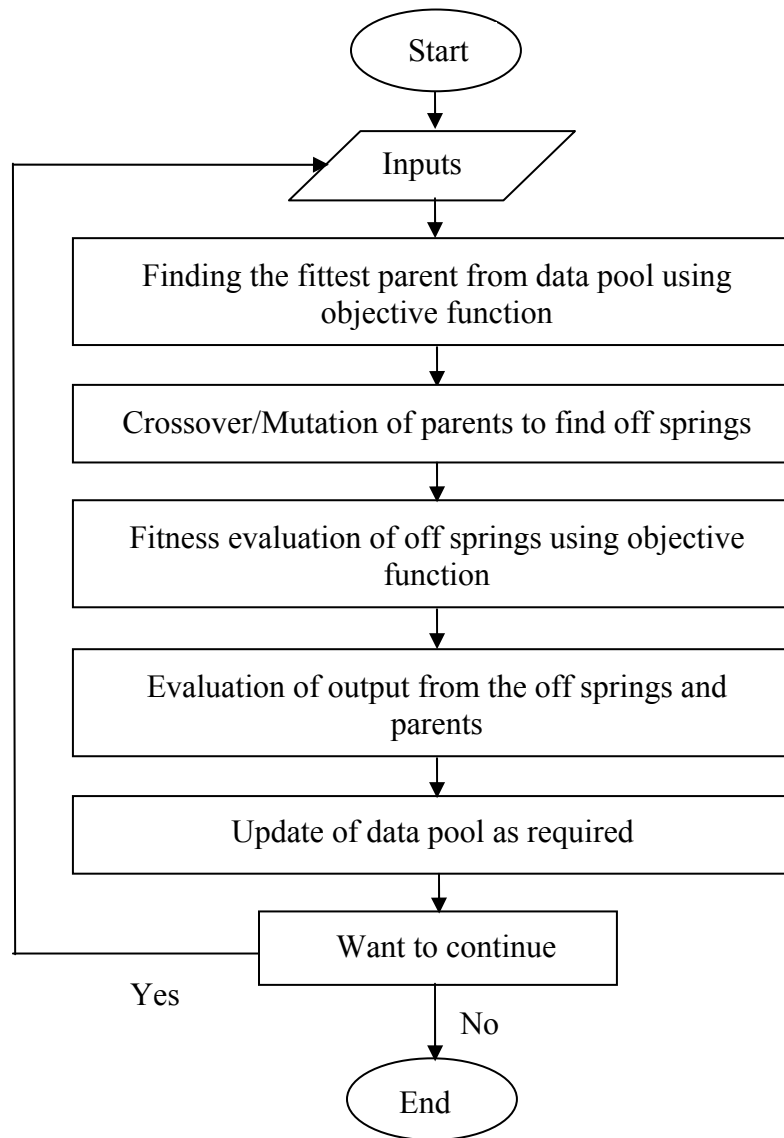 Start
Inputs
Finding the fittest parent from data pool using
objective function
Crossover/Mutation of parents to find off springs
Fitness evaluation of off springs using objective
function
Evaluation of output from the off springs and
parents
Update of data pool as required
Want to continue
Yes
No
End